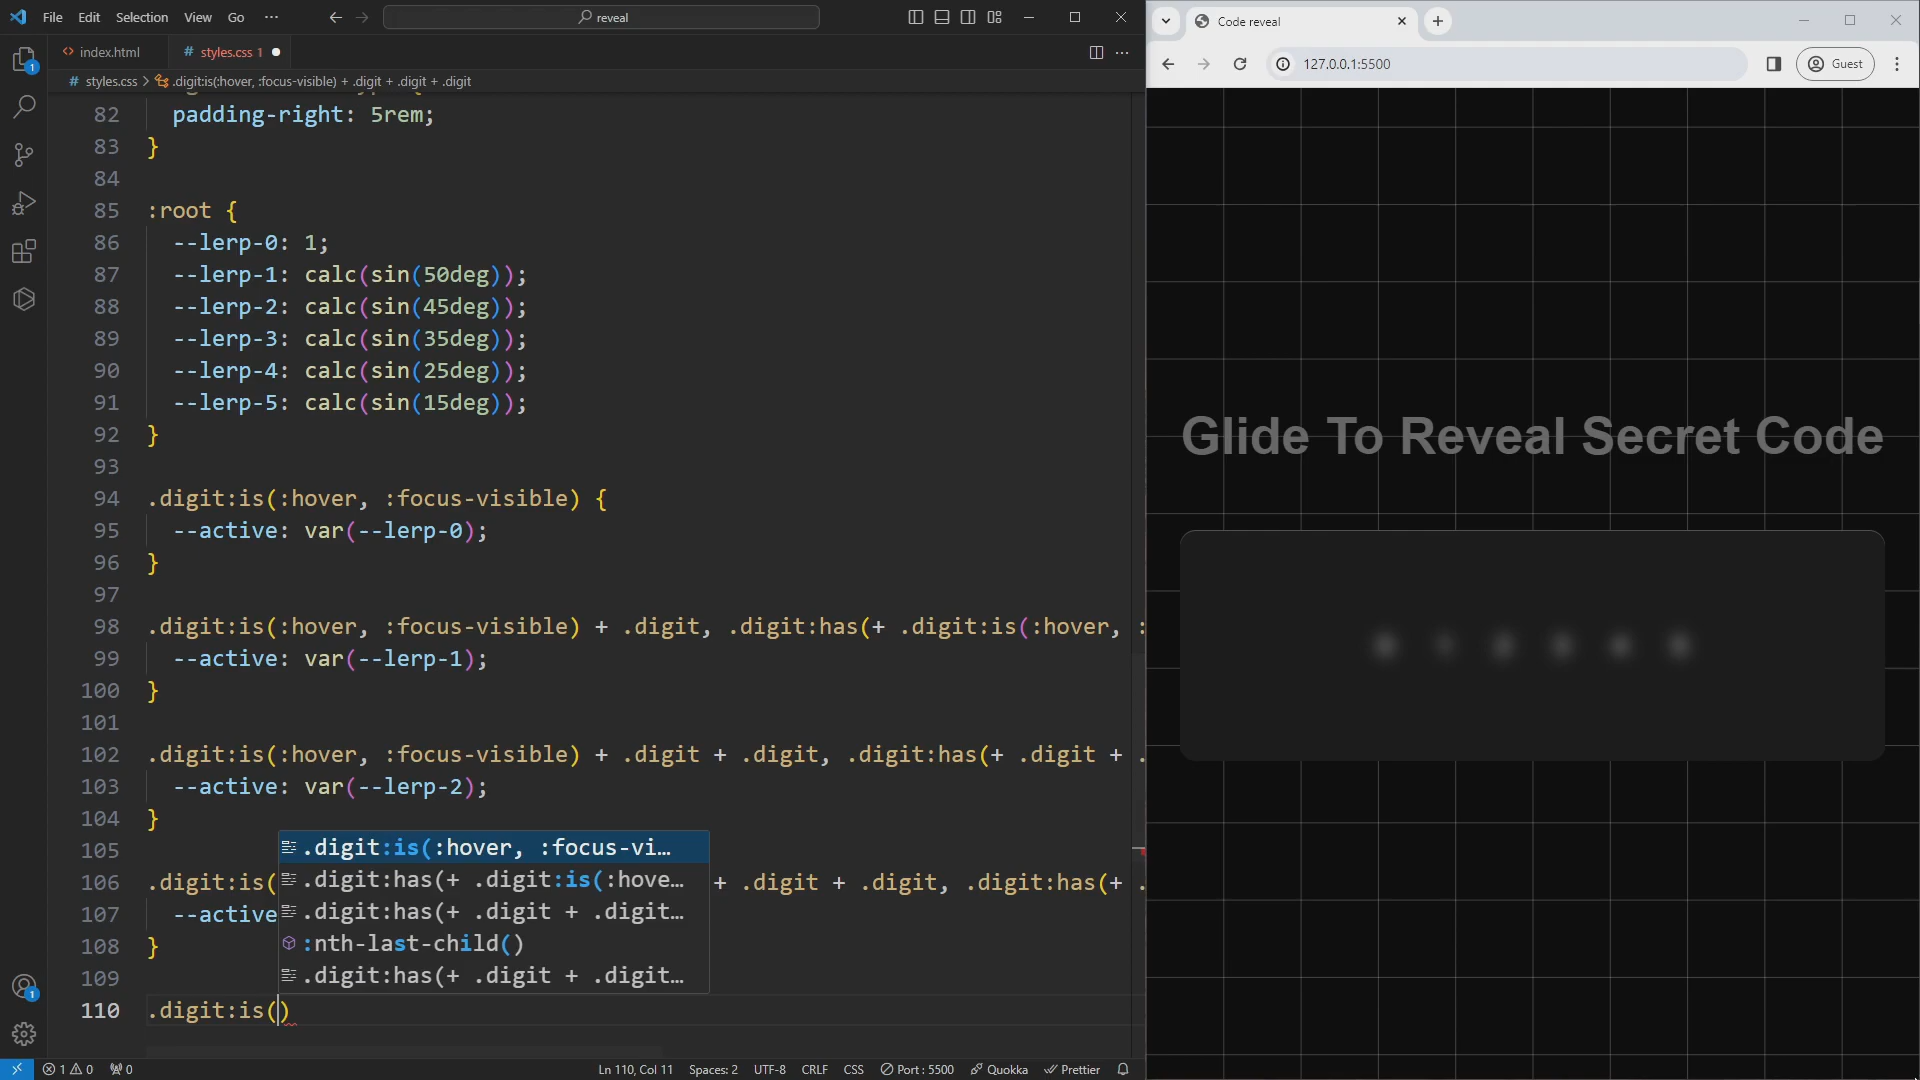 File Edit Selection View Go ··· reveal
index.html # styles.css 1
# styles.css > .digit:is(:hover, :focus-visible) + .digit + .digit + .digit
82 padding-right: 5rem;
83 }
84
85 :root {
86 --lerp-0: 1;
87 --lerp-1: calc(sin(50deg));
88 --lerp-2: calc(sin(45deg));
89 --lerp-3: calc(sin(35deg));
90 --lerp-4: calc(sin(25deg));
91 --lerp-5: calc(sin(15deg));
92 }
93
94 .digit:is(:hover, :focus-visible) {
95 --active: var(--lerp-0);
96 }
97
98 .digit:is(:hover, :focus-visible) + .digit, .digit:has(+ .digit:is(:hover, :
99 --active: var(--lerp-1);
100 }
101
102 .digit:is(:hover, :focus-visible) + .digit + .digit, .digit:has(+ .digit + .
103 --active: var(--lerp-2);
104 }
105 .digit:is(:hover, :focus-vi…
.digit:has(+ .digit:is(:hove…
106 .digit:is( + .digit + .digit, .digit:has(+ .
107 --active .digit:has(+ .digit + .digit…
108 } :nth-last-child()
109 .digit:has(+ .digit + .digit…
110 .digit:is()
1 0 0 Ln 110, Col 11 Spaces: 2 UTF-8 CRLF CSS Port : 5500 Quokka Prettier
1
1
Code reveal
127.0.0.1:5500 Guest
Glide To Reveal Secret Code